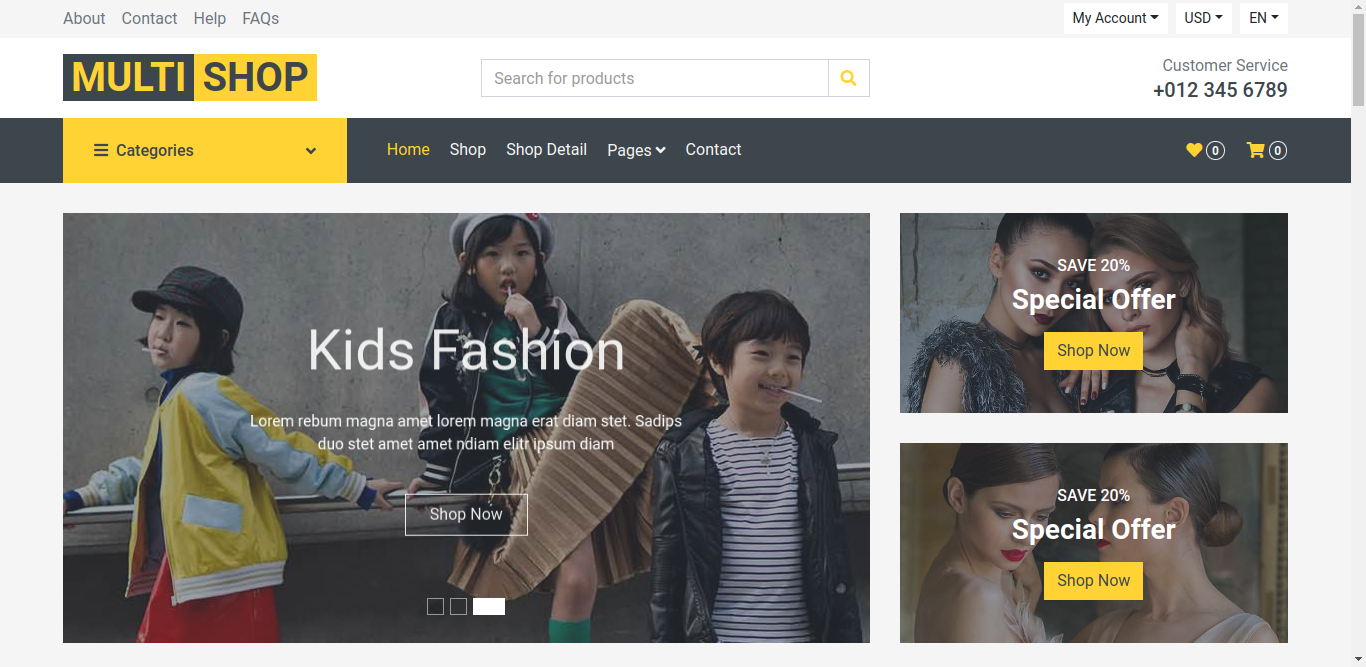 About Contact Help FAQs
My Account USD EN
MULTI SHOP
Search for products
Customer Service
+012 345 6789
Categories
Home Shop Shop Detail Pages Contact
0 0
Kids Fashion
Lorem rebum magna amet lorem magna erat diam stet. Sadips
duo stet amet amet ndiam elitr ipsum diam
Shop Now
SAVE 20%
Special Offer
Shop Now
SAVE 20%
Special Offer
Shop Now